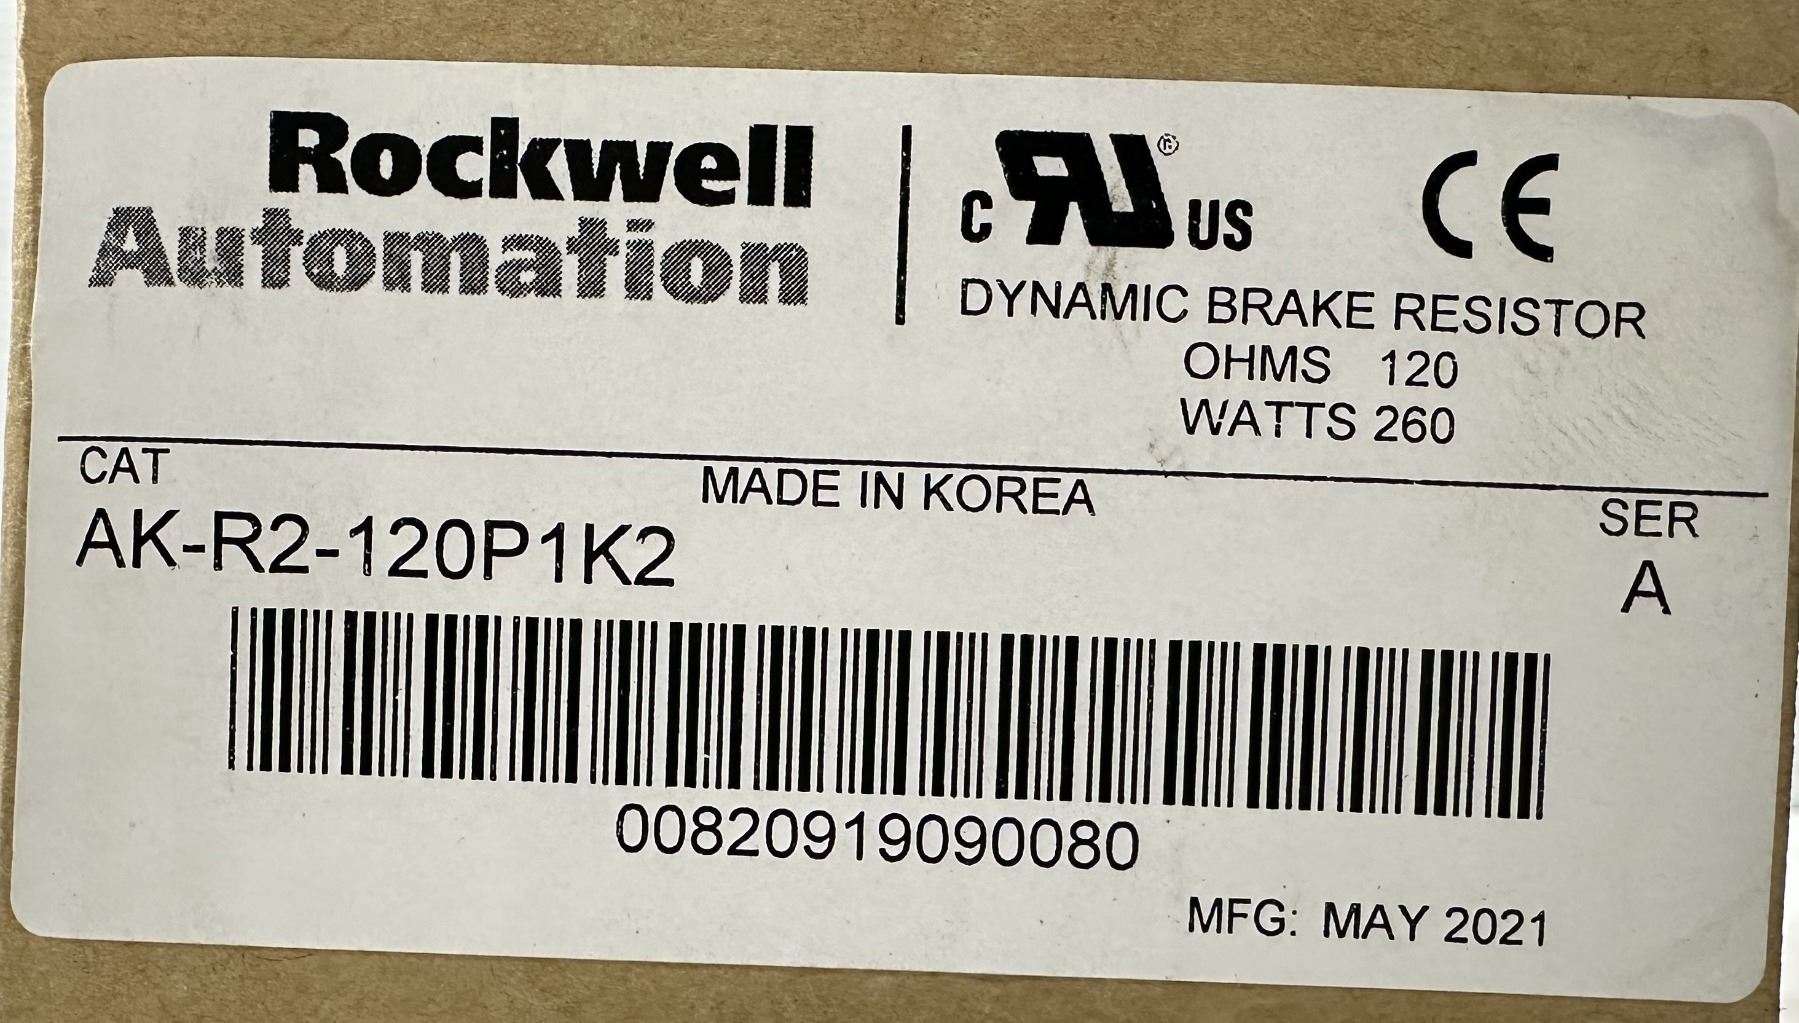 Rockwell
Automation
c RU ® US
CE
DYNAMIC BRAKE RESISTOR
OHMS 120
WATTS 260
CAT
MADE IN KOREA
SER
AK-R2-120P1K2
A
00820919090080
MFG: MAY 2021